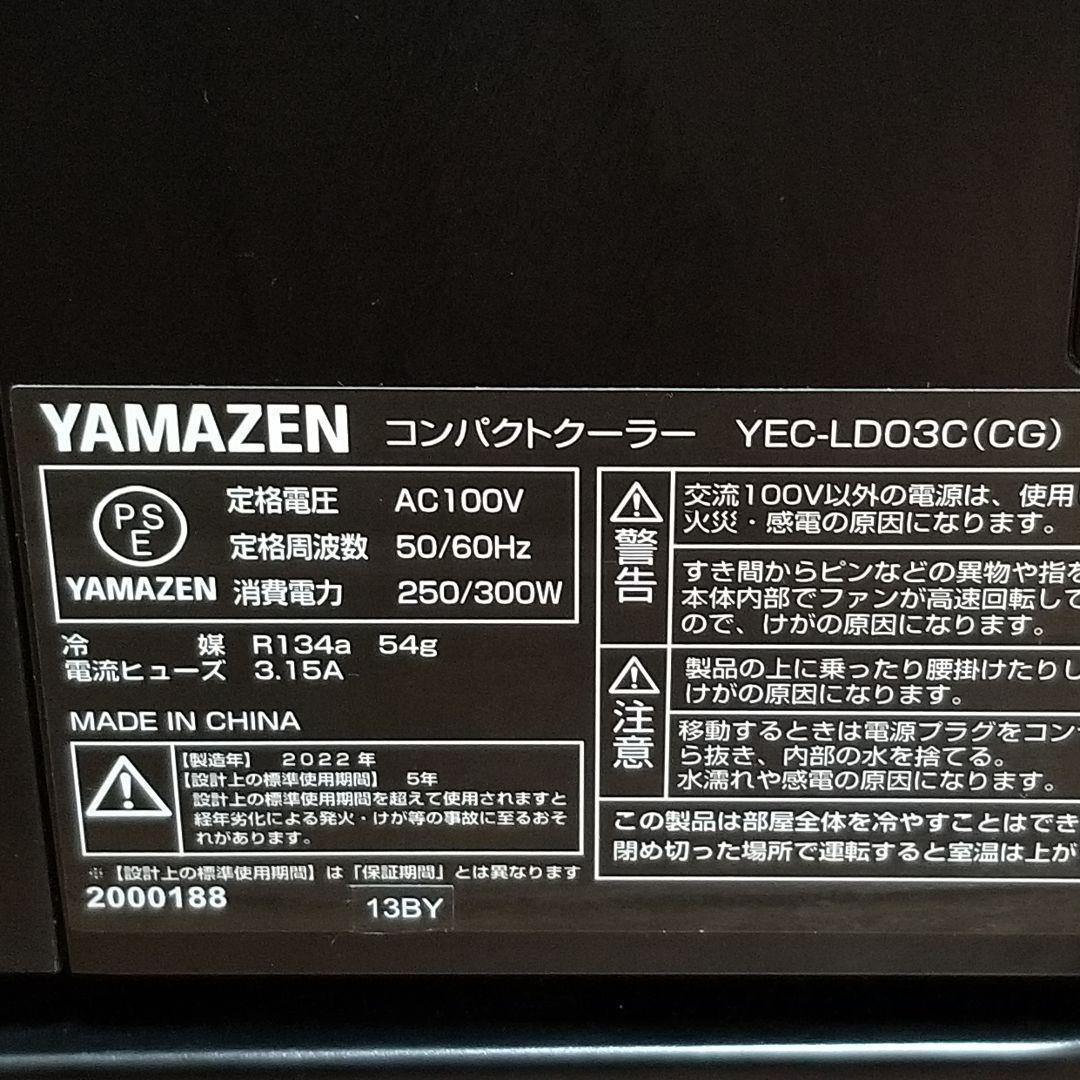 YAMAZEN コンパクトクーラー YEC-LD03C(CG)
PSE
YAMAZEN
定格電圧 AC100V
定格周波数 50/60Hz
消費電力 250/300W
冷媒 R134a 54g
電流ヒューズ 3.15A
MADE IN CHINA
【製造年】 2022年
【設計上の標準使用期間】 5年
設計上の標準使用期間を超えて使用されますと
経年劣化による発火・けが等の事故に至るおそ
れがあります。
※【設計上の標準使用期間】は「保証期間」とは異なります
2000188
13BY
警告
交流100V以外の電源は、使用
火災・感電の原因になります。
すき間からピンなどの異物や指を
本体内部でファンが高速回転して
ので、けがの原因になります。
注意
製品の上に乗ったり腰掛けたりし
けがの原因になります。
移動するときは電源プラグをコン
ら抜き、内部の水を捨てる。
水濡れや感電の原因になります。
この製品は部屋全体を冷やすことはでき
閉め切った場所で運転すると室温は上が